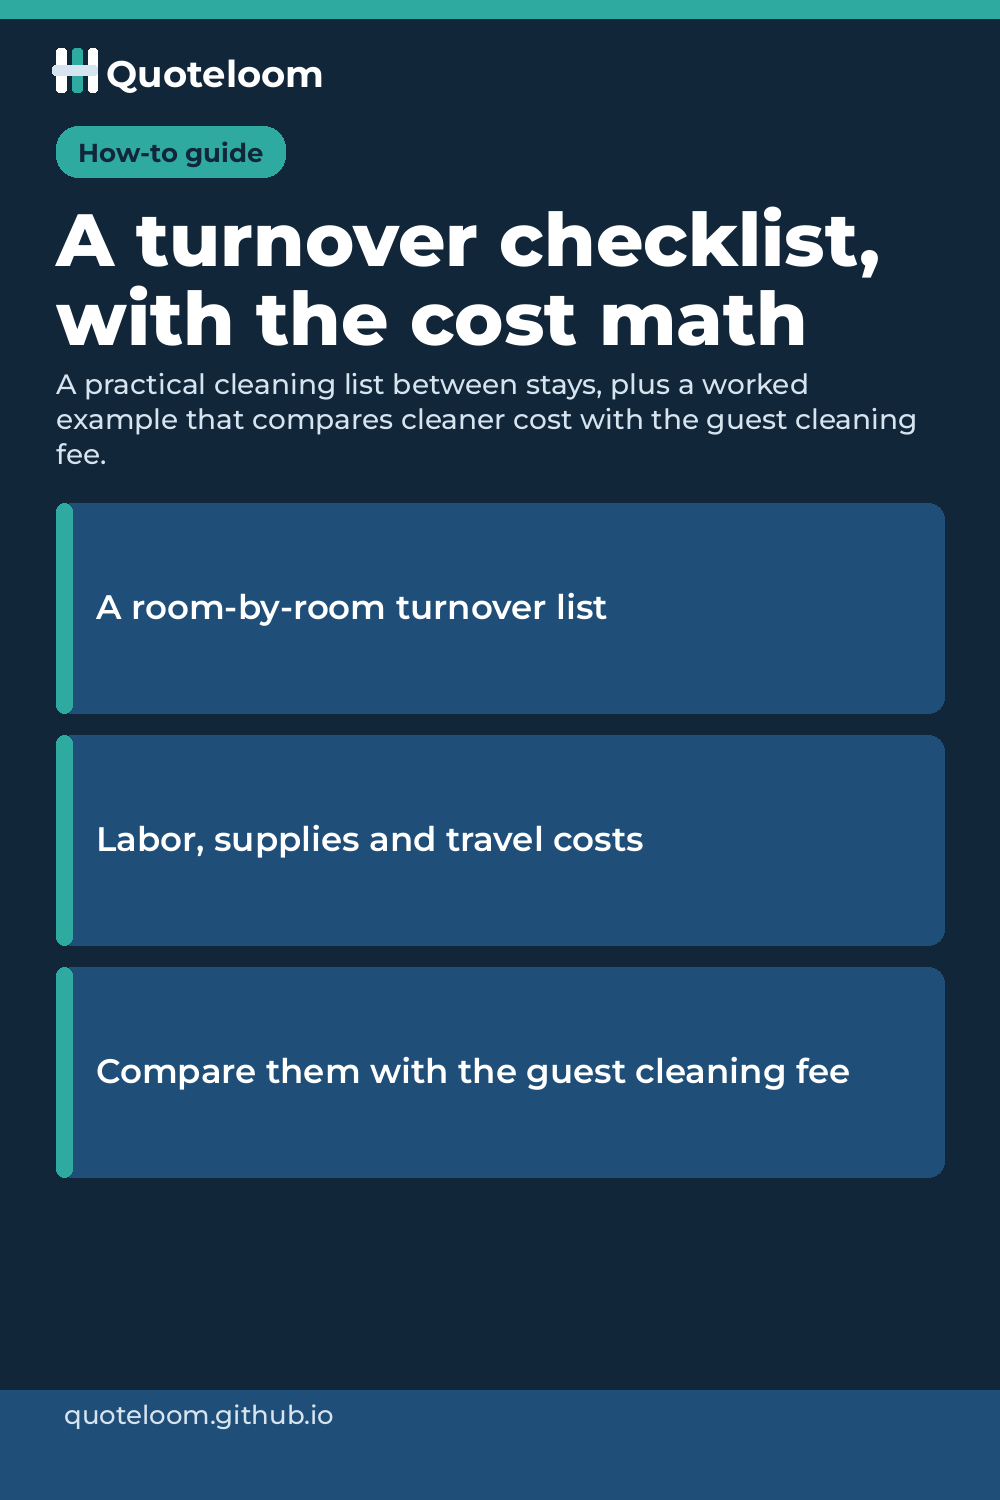 Quoteloom
How-to guide
A turnover checklist,
with the cost math
A practical cleaning list between stays, plus a worked
example that compares cleaner cost with the guest cleaning
fee.
A room-by-room turnover list
Labor, supplies and travel costs
Compare them with the guest cleaning fee
quoteloom.github.io